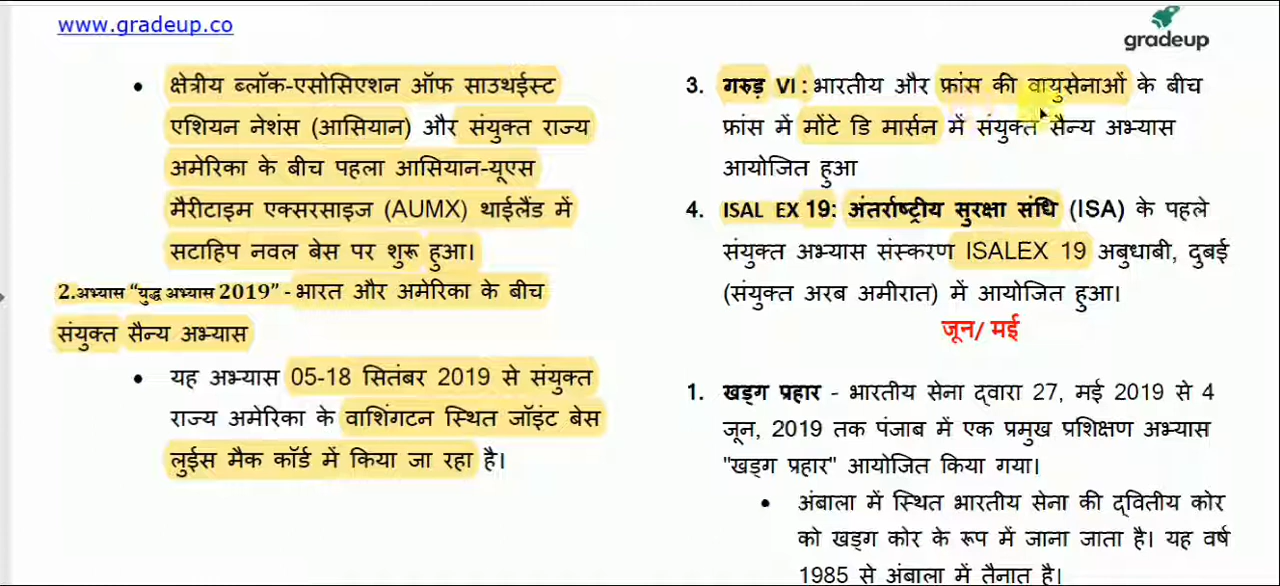 www.gradeup.co
gradeup
• क्षेत्रीय ब्लॉक-एसोसिएशन ऑफ साउथईस्ट
एशियन नेशंस (आसियान) और संयुक्त राज्य
अमेरिका के बीच पहला आसियान-यूएस
मैरीटाइम एक्सरसाइज (AUMX) थाईलैंड में
सटाहिप नवल बेस पर शुरू हुआ।
2.अभ्यास “युद्ध अभ्यास 2019” - भारत और अमेरिका के बीच
संयुक्त सैन्य अभ्यास
• यह अभ्यास 05-18 सितंबर 2019 से संयुक्त
राज्य अमेरिका के वाशिंगटन स्थित जॉइंट बेस
लुईस मैक कॉर्ड में किया जा रहा है।
3. गरुड़ VI : भारतीय और फ्रांस की वायुसेनाओं के बीच
फ्रांस में मोंटे डि मार्सन में संयुक्त सैन्य अभ्यास
आयोजित हुआ
4. ISAL EX 19: अंतर्राष्ट्रीय सुरक्षा संधि (ISA) के पहले
संयुक्त अभ्यास संस्करण ISALEX 19 अबुधाबी, दुबई
(संयुक्त अरब अमीरात) में आयोजित हुआ।
जून/ मई
1. खड्ग प्रहार - भारतीय सेना द्वारा 27, मई 2019 से 4
जून, 2019 तक पंजाब में एक प्रमुख प्रशिक्षण अभ्यास
"खड्ग प्रहार" आयोजित किया गया।
• अंबाला में स्थित भारतीय सेना की द्वितीय कोर
को खड्ग कोर के रूप में जाना जाता है। यह वर्ष
1985 से अंबाला में तैनात है।